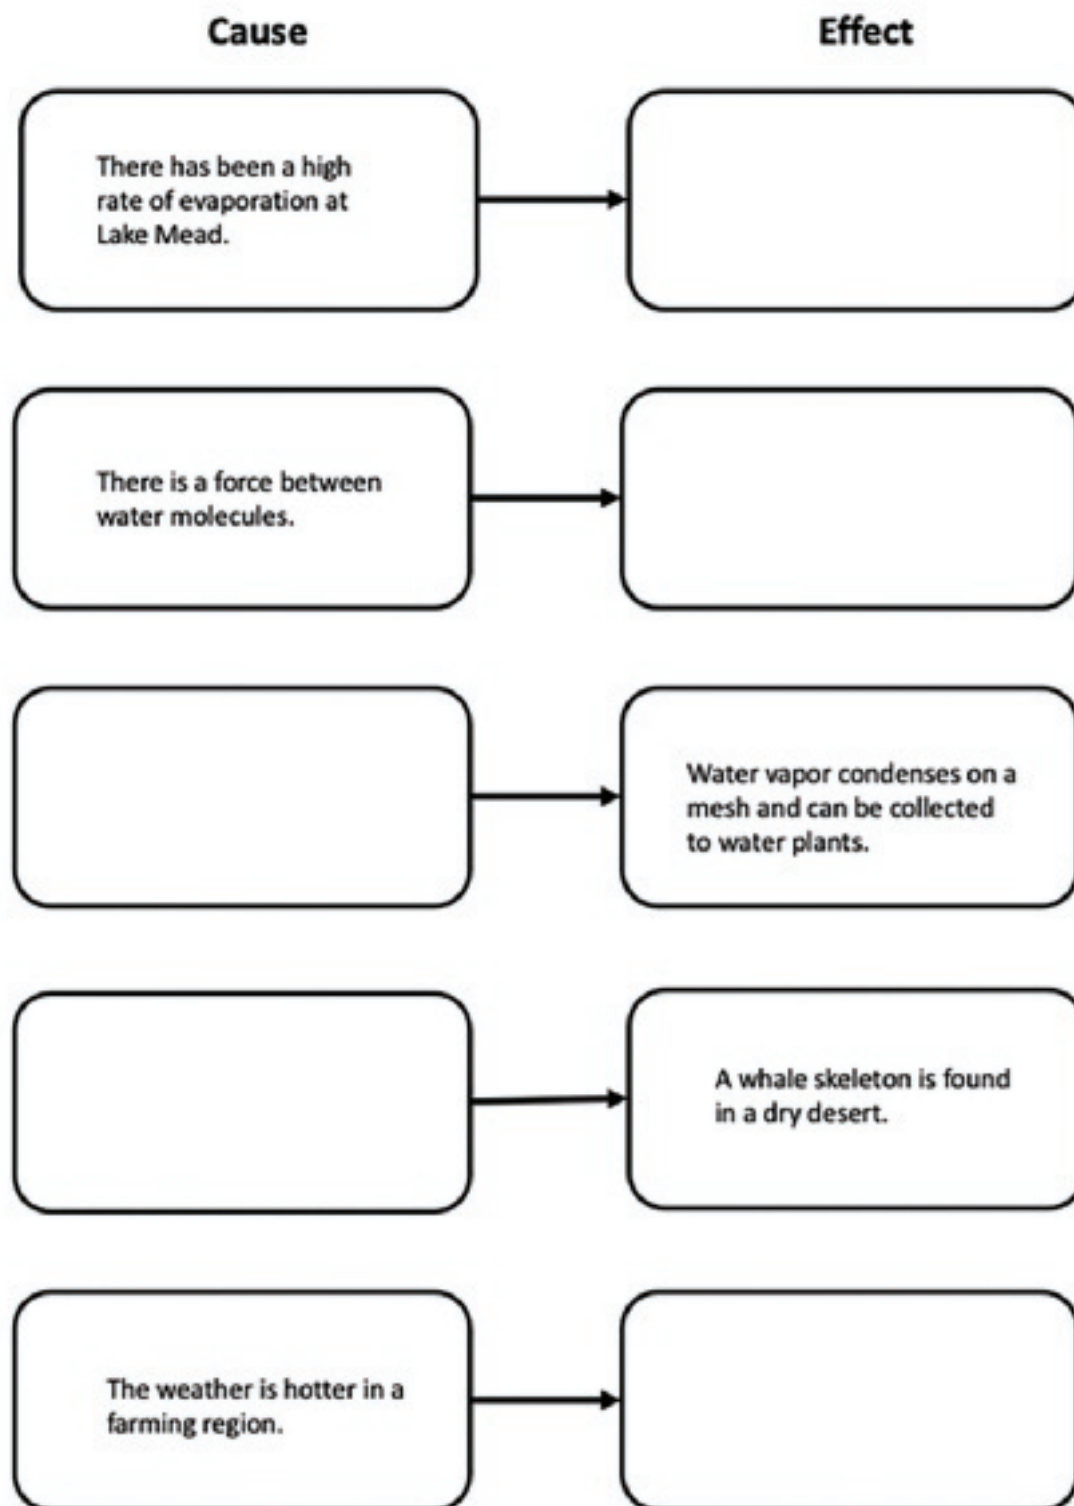 Cause
Effect
There has been a high
rate of evaporation at
Lake Mead.
There is a force between
water molecules.
Water vapor condenses on a
mesh and can be collected
to water plants.
A whale skeleton is found
in a dry desert.
The weather is hotter in a
farming region.